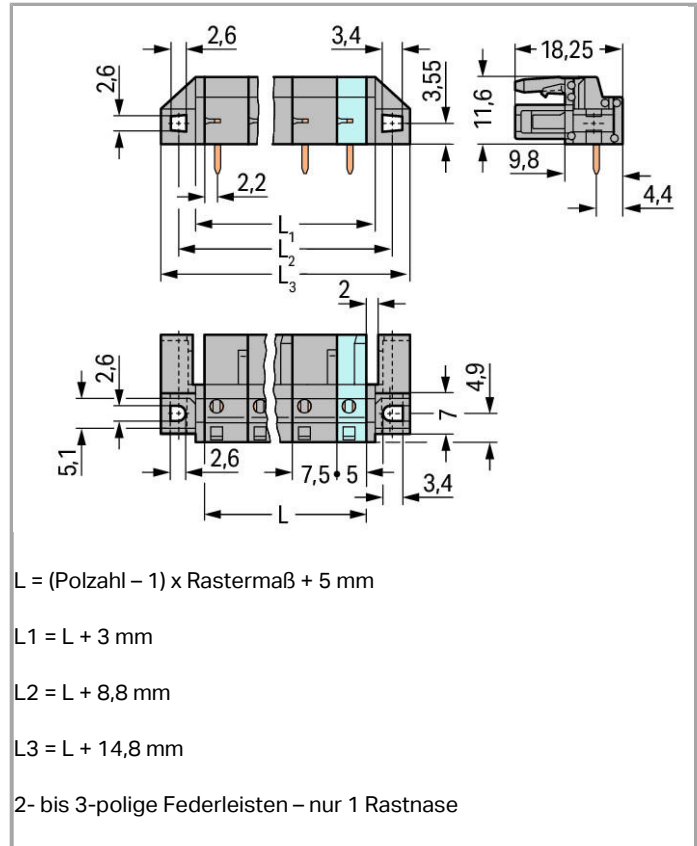 2,6 3,4 18,25
2,6 3,55 11,6
2,2 9,8 4,4
L1
L2
L3
2
2,6 4,9
7
5,1 2,6 7,5 5 3,4
L
L = (Polzahl – 1) x Rastermaß + 5 mm
L1 = L + 3 mm
L2 = L + 8,8 mm
L3 = L + 14,8 mm
2- bis 3-polige Federleisten – nur 1 Rastnase